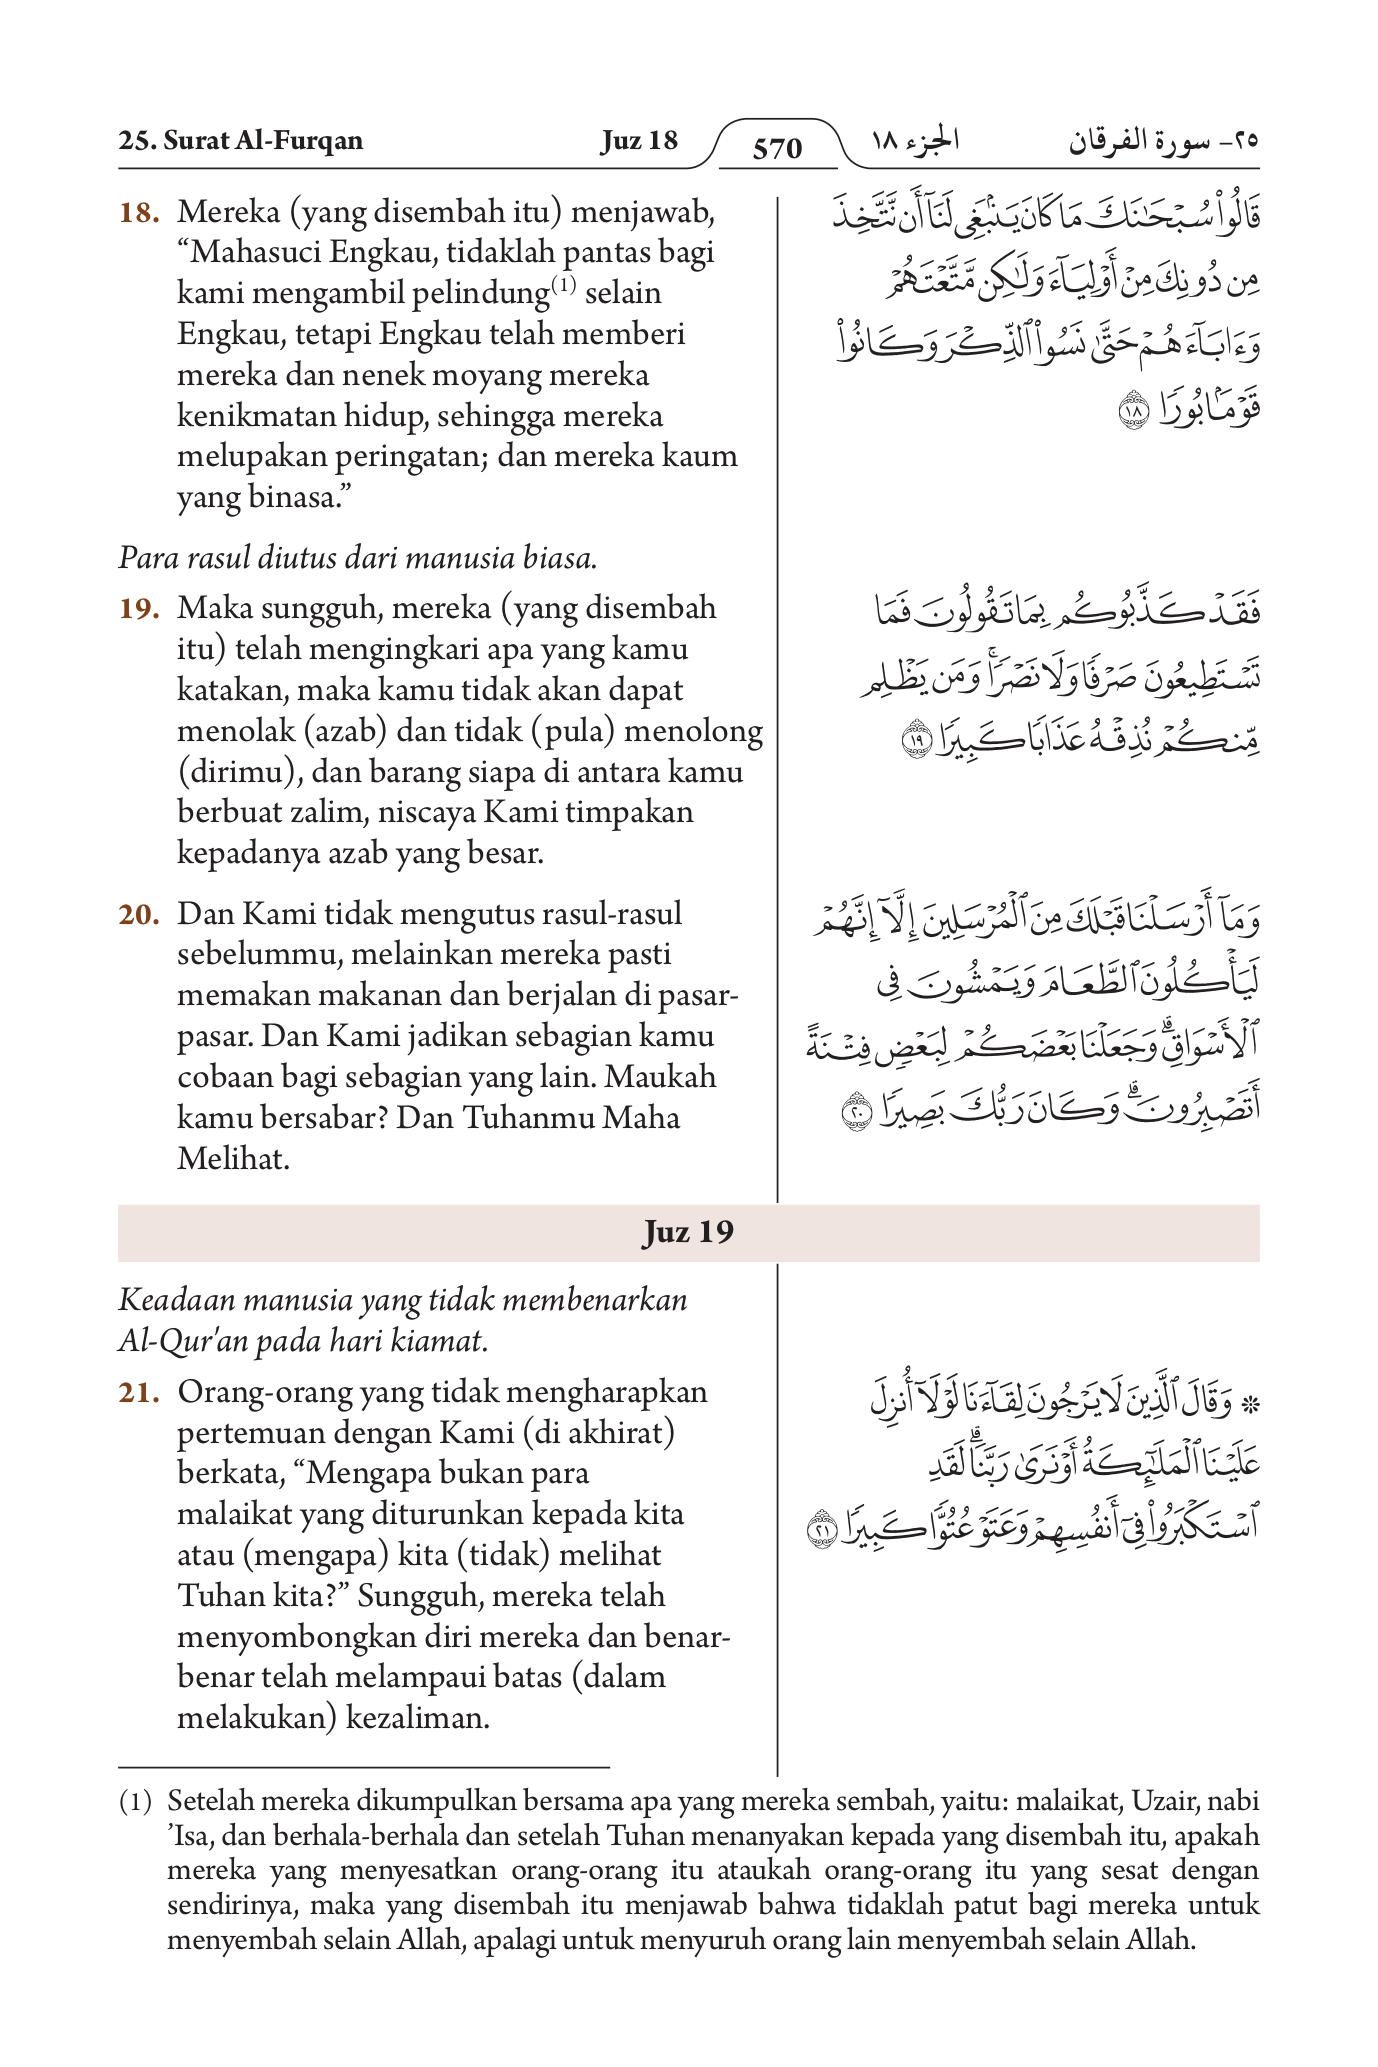 25. Surat Al-Furqan Juz 18 570 الجزء ١٨ ٢٥- سورة الفرقان
18. Mereka (yang disembah itu) menjawab,
“Mahasuci Engkau, tidaklah pantas bagi
kami mengambil pelindung(1) selain
Engkau, tetapi Engkau telah memberi
mereka dan nenek moyang mereka
kenikmatan hidup, sehingga mereka
melupakan peringatan; dan mereka kaum
yang binasa.”
قَالُوا۟ سُبْحَـٰنَكَ مَا كَانَ يَنۢبَغِى لَنَآ أَن نَّتَّخِذَ
مِن دُونِكَ مِنْ أَوْلِيَآءَ وَلَـٰكِن مَّتَّعْتَهُمْ
وَءَابَآءَهُمْ حَتَّىٰ نَسُوا۟ ٱلذِّكْرَ وَكَانُوا۟
قَوْمًۢا بُورًا ١٨
Para rasul diutus dari manusia biasa.
19. Maka sungguh, mereka (yang disembah
itu) telah mengingkari apa yang kamu
katakan, maka kamu tidak akan dapat
menolak (azab) dan tidak (pula) menolong
(dirimu), dan barang siapa di antara kamu
berbuat zalim, niscaya Kami timpakan
kepadanya azab yang besar.
فَقَدْ كَذَّبُوكُم بِمَا تَقُولُونَ فَمَا
تَسْتَطِيعُونَ صَرْفًا وَلَا نَصْرًا ۚ وَمَن يَظْلِم
مِّنكُمْ نُذِقْهُ عَذَابًا كَبِيرًا ١٩
20. Dan Kami tidak mengutus rasul-rasul
sebelummu, melainkan mereka pasti
memakan makanan dan berjalan di pasar-
pasar. Dan Kami jadikan sebagian kamu
cobaan bagi sebagian yang lain. Maukah
kamu bersabar? Dan Tuhanmu Maha
Melihat.
وَمَآ أَرْسَلْنَا قَبْلَكَ مِنَ ٱلْمُرْسَلِينَ إِلَّآ إِنَّهُمْ
لَيَأْكُلُونَ ٱلطَّعَامَ وَيَمْشُونَ فِى
ٱلْأَسْوَاقِ ۗ وَجَعَلْنَا بَعْضَكُمْ لِبَعْضٍ فِتْنَةً
أَتَصْبِرُونَ ۗ وَكَانَ رَبُّكَ بَصِيرًا ٢٠
Juz 19
Keadaan manusia yang tidak membenarkan
Al-Qur'an pada hari kiamat.
21. Orang-orang yang tidak mengharapkan
pertemuan dengan Kami (di akhirat)
berkata, “Mengapa bukan para
malaikat yang diturunkan kepada kita
atau (mengapa) kita (tidak) melihat
Tuhan kita?” Sungguh, mereka telah
menyombongkan diri mereka dan benar-
benar telah melampaui batas (dalam
melakukan) kezaliman.
* وَقَالَ ٱلَّذِينَ لَا يَرْجُونَ لِقَآءَنَا لَوْلَآ أُنزِلَ
عَلَيْنَا ٱلْمَلَـٰٓئِكَةُ أَوْ نَرَىٰ رَبَّنَا ۗ لَقَدِ
ٱسْتَكْبَرُوا۟ فِىٓ أَنفُسِهِمْ وَعَتَوْ عُتُوًّا كَبِيرًا ٢١
(1) Setelah mereka dikumpulkan bersama apa yang mereka sembah, yaitu: malaikat, Uzair, nabi
’Isa, dan berhala-berhala dan setelah Tuhan menanyakan kepada yang disembah itu, apakah
mereka yang menyesatkan orang-orang itu ataukah orang-orang itu yang sesat dengan
sendirinya, maka yang disembah itu menjawab bahwa tidaklah patut bagi mereka untuk
menyembah selain Allah, apalagi untuk menyuruh orang lain menyembah selain Allah.